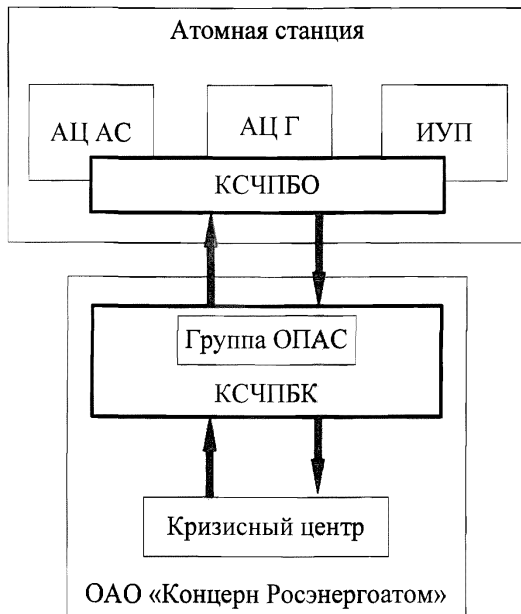 Атомная станция
АЦ АС
АЦ Г
ИУП
КСЧПБО
Группа ОПАС
КСЧПБК
Кризисный центр
ОАО «Концерн Росэнергоатом»